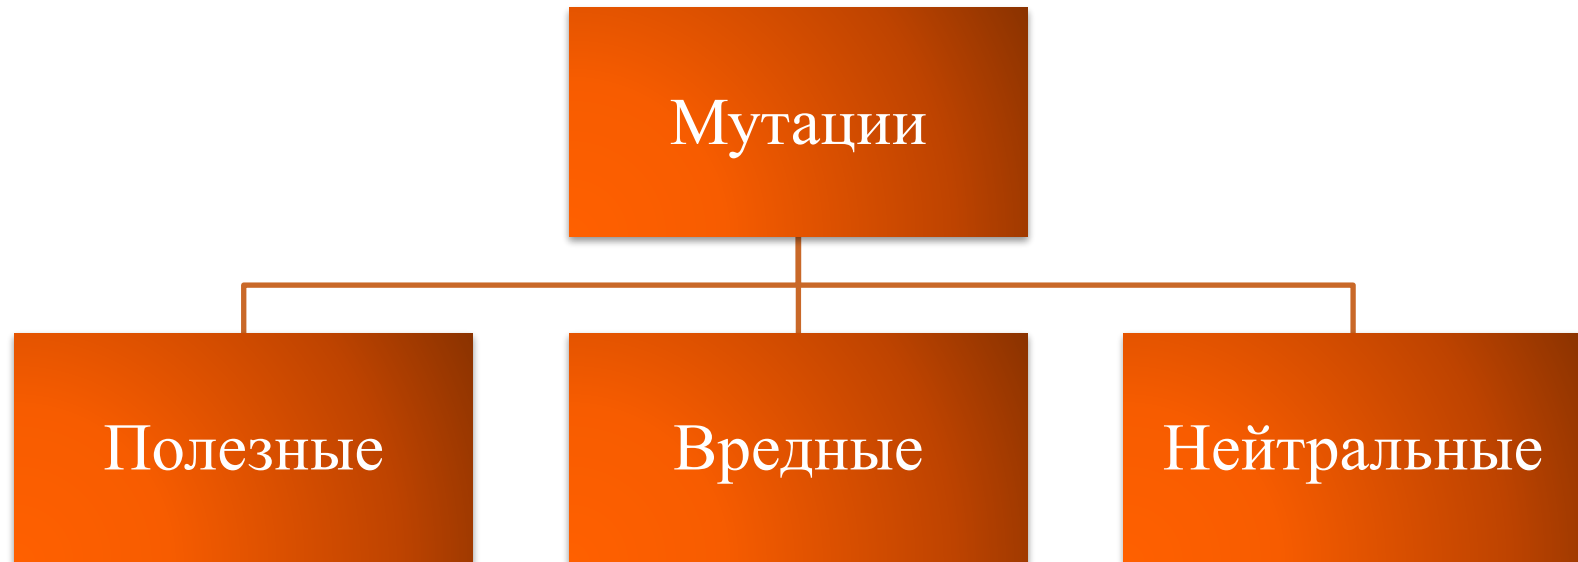 Мутации
Полезные
Вредные
Нейтральные